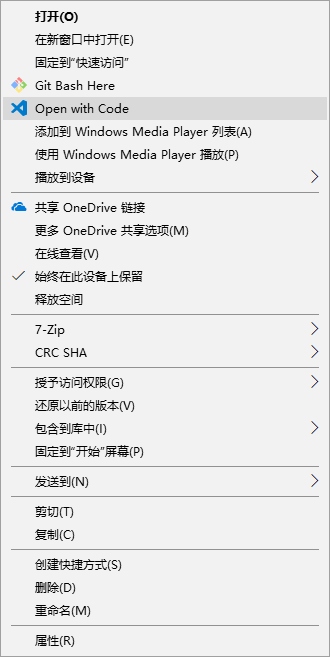 打开(O)
在新窗口中打开(E)
固定到"快速访问"
Git Bash Here
Open with Code
添加到 Windows Media Player 列表(A)
使用 Windows Media Player 播放(P)
播放到设备
共享 OneDrive 链接
更多 OneDrive 共享选项(M)
在线查看(V)
始终在此设备上保留
释放空间
7-Zip
CRC SHA
授予访问权限(G)
还原以前的版本(V)
包含到库中(I)
固定到"开始"屏幕(P)
发送到(N)
剪切(T)
复制(C)
创建快捷方式(S)
删除(D)
重命名(M)
属性(R)